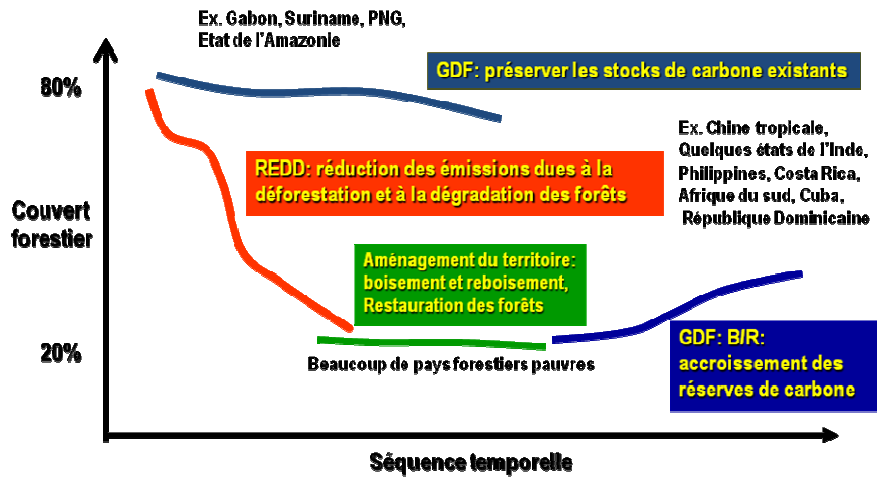 Ex. Gabon, Suriname, PNG,
Etat de l'Amazonie
80%
GDF: préserver les stocks de carbone existants
Ex. Chine tropicale,
Quelques états de l'Inde,
Philippines, Costa Rica,
Afrique du sud, Cuba,
République Dominicaine
REDD: réduction des émissions dues à la
déforestation et à la dégradation des forêts
Couvert
forestier
Aménagement du territoire:
boisement et reboisement,
Restauration des forêts
GDF: B/R:
accroissement des
réserves de carbone
20%
Beaucoup de pays forestiers pauvres
Séquence temporelle